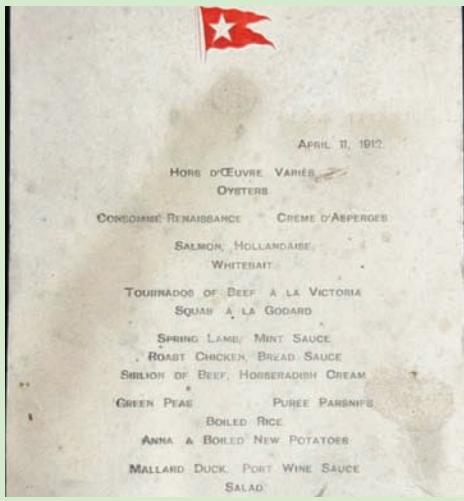 APRIL 11, 1912.
HORS D'ŒUVRE VARIÉS
OYSTERS
CONSOMMÉ RENAISSANCE CRÈME D'ASPERGES
SALMON, HOLLANDAISE
WHITEBAIT
TOURNADOS OF BEEF À LA VICTORIA
SQUAB À LA GODARD
SPRING LAMB, MINT SAUCE
ROAST CHICKEN, BREAD SAUCE
SIRLION OF BEEF, HORSERADISH CREAM
GREEN PEAS PURÉE PARSNIPS
BOILED RICE
ANNA & BOILED NEW POTATOES
MALLARD DUCK, PORT WINE SAUCE
SALAD